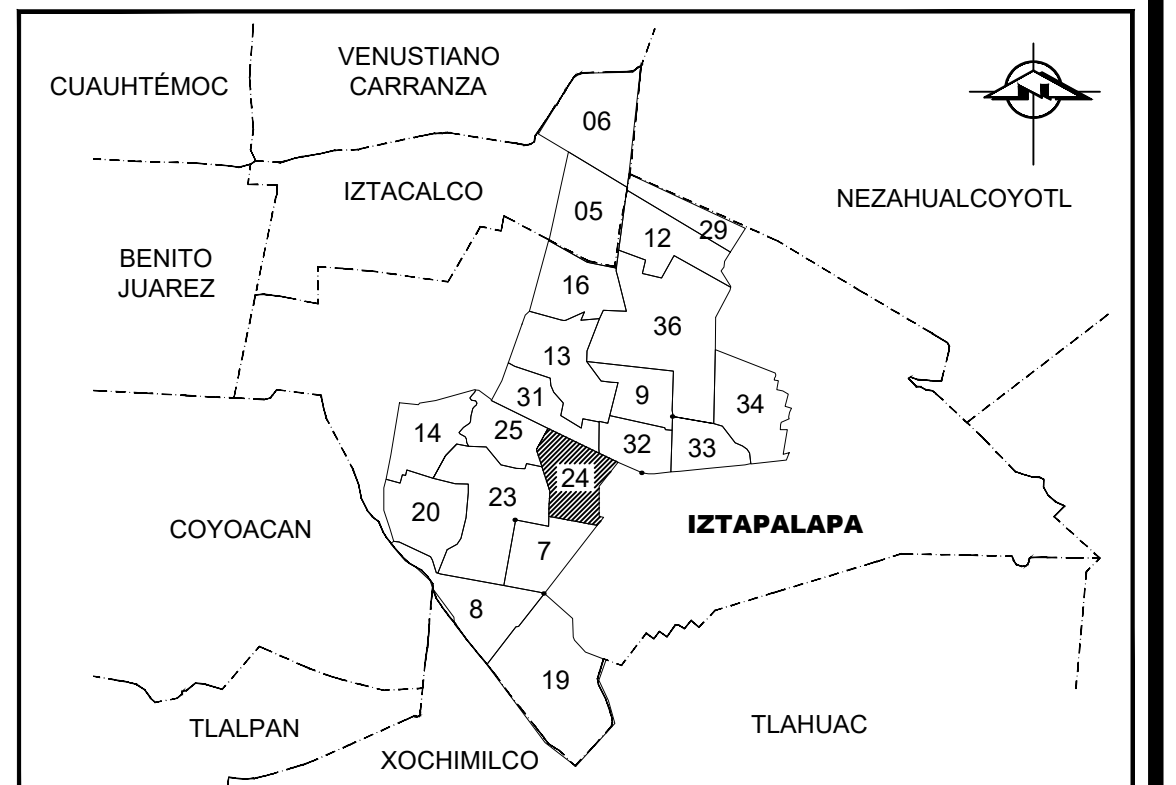 VENUSTIANO
CARRANZA
CUAUHTÉMOC
06
IZTACALCO
NEZAHUALCOYOTL
05
29
12
BENITO
JUAREZ
16
36
13
31
9
34
14
25
32
33
24
23
20
COYOACAN
IZTAPALAPA
7
8
19
TLALPAN
TLAHUAC
XOCHIMILCO